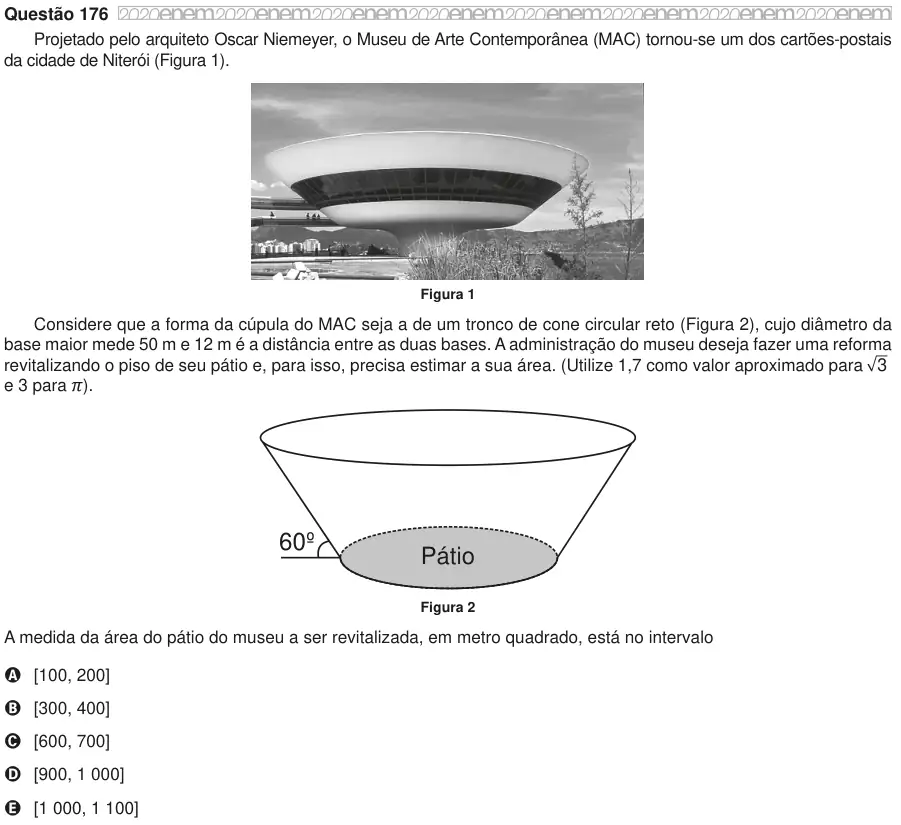 Questão 176 2020enem2020enem2020enem2020enem2020enem2020enem2020enem2020enem
Projetado pelo arquiteto Oscar Niemeyer, o Museu de Arte Contemporânea (MAC) tornou-se um dos cartões-postais
da cidade de Niterói (Figura 1).
Figura 1
Considere que a forma da cúpula do MAC seja a de um tronco de cone circular reto (Figura 2), cujo diâmetro da
base maior mede 50 m e 12 m é a distância entre as duas bases. A administração do museu deseja fazer uma reforma
revitalizando o piso de seu pátio e, para isso, precisa estimar a sua área. (Utilize 1,7 como valor aproximado para √3
e 3 para π).
60º
Pátio
Figura 2
A medida da área do pátio do museu a ser revitalizada, em metro quadrado, está no intervalo
A [100, 200]
B [300, 400]
C [600, 700]
D [900, 1 000]
E [1 000, 1 100]